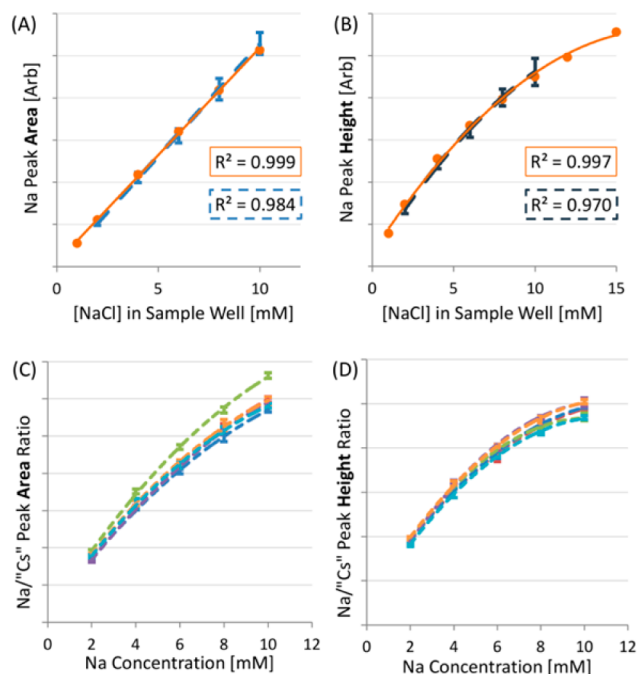 (A)
Na Peak Area [Arb]
R² = 0.999
R² = 0.984
0 5 10
[NaCl] in Sample Well [mM]
(B)
Na Peak Height [Arb]
R² = 0.997
R² = 0.970
0 5 10 15
[NaCl] in Sample Well [mM]
(C)
Na/"Cs" Peak Area Ratio
0 2 4 6 8 10 12
Na Concentration [mM]
(D)
Na/"Cs" Peak Height Ratio
0 2 4 6 8 10 12
Na Concentration [mM]